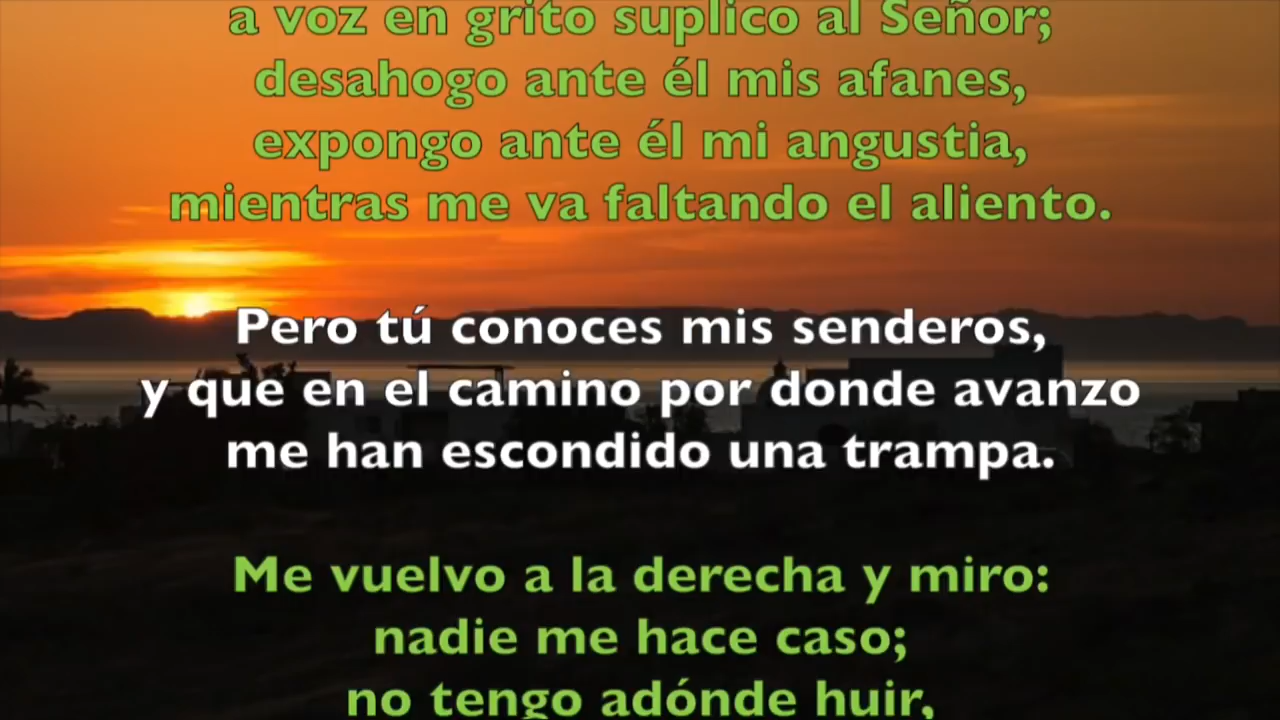 a voz en grito suplico al Señor;
desahogo ante él mis afanes,
expongo ante él mi angustia,
mientras me va faltando el aliento.
Pero tú conoces mis senderos,
y que en el camino por donde avanzo
me han escondido una trampa.
Me vuelvo a la derecha y miro:
nadie me hace caso;
no tengo adónde huir,